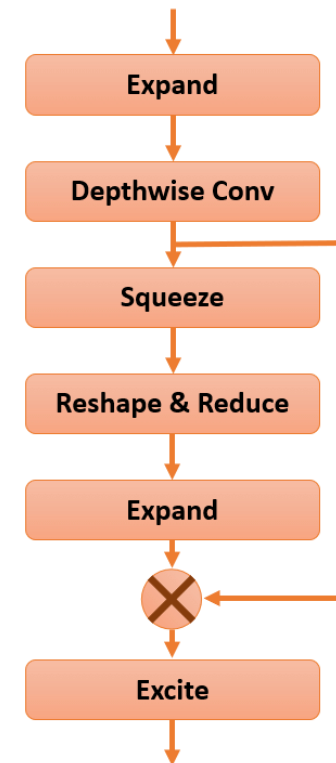 Expand
Depthwise Conv
Squeeze
Reshape & Reduce
Expand
Excite